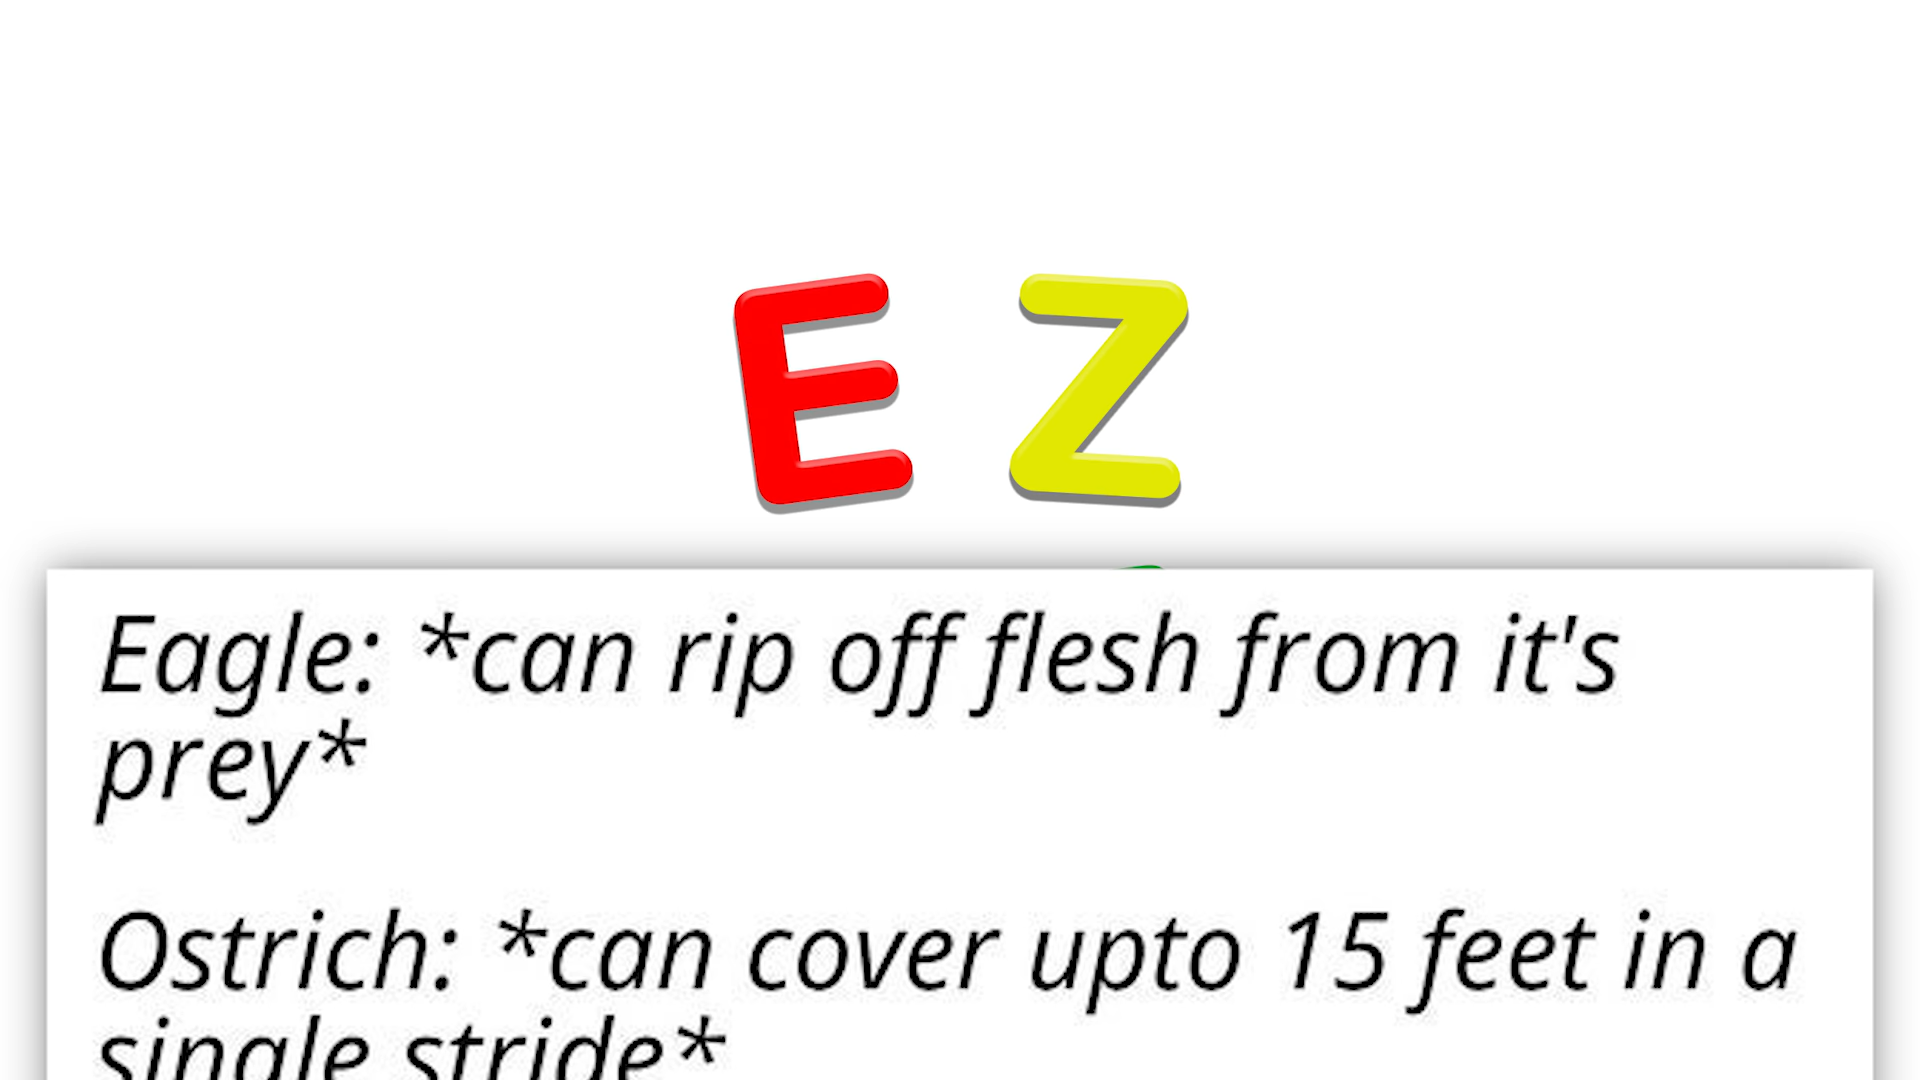 E Z
Eagle: *can rip off flesh from it's
prey*
Ostrich: *can cover upto 15 feet in a
single stride*